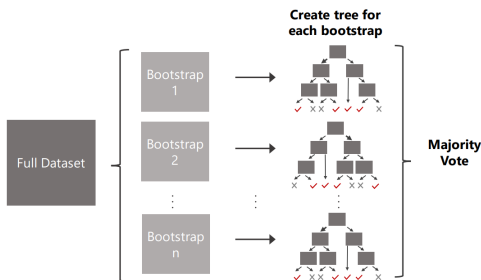 Create tree for
each bootstrap
Bootstrap
1
Full Dataset
Bootstrap
2
Majority
Vote
Bootstrap
n